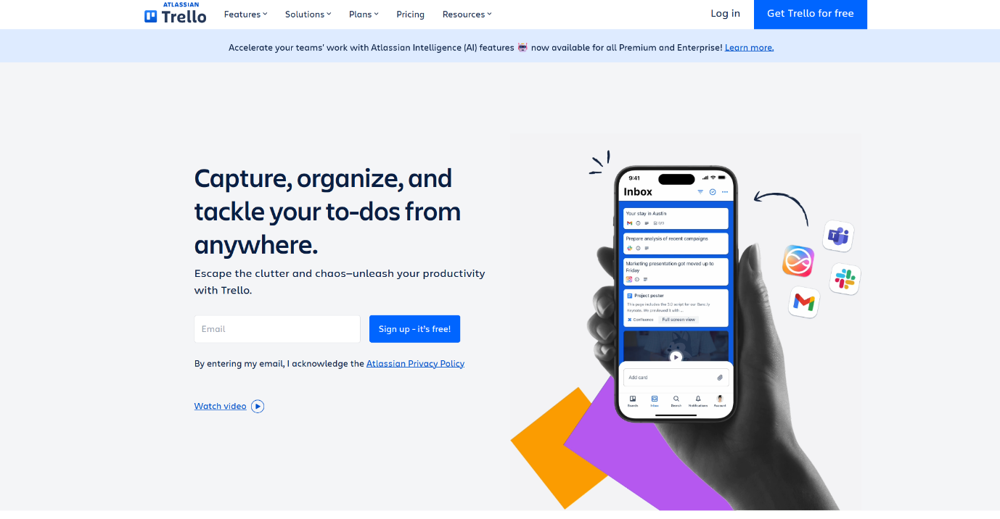 ATLASSIAN
Trello
Features
Solutions
Plans
Pricing
Resources
Log in
Get Trello for free
Accelerate your teams' work with Atlassian Intelligence (AI) features now available for all Premium and Enterprise! Learn more.
Capture, organize, and
tackle your to-dos from
anywhere.
Escape the clutter and chaos—unleash your productivity
with Trello.
Email
Sign up - it's free!
By entering my email, I acknowledge the Atlassian Privacy Policy
Watch video
9:41
Inbox
Your stay in Austin
Prepare analysis of recent campaigns
Marketing presentation got moved up to
Friday
Project poster
This page includes the 3.0 script for our
Keynote. We previewed it with ...
Confluence
Full screen view
Add card
Boards
Inbox
Search
Notifications
Account